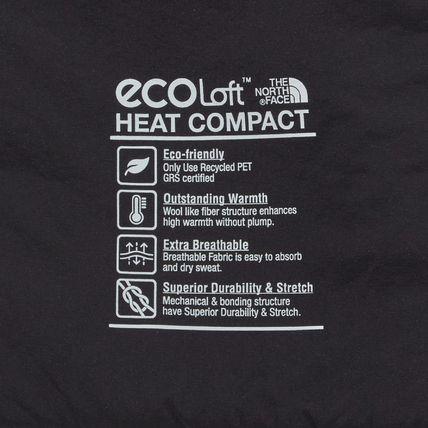 ecoLoft™ THE NORTH ®FACE
HEAT COMPACT
Eco-friendly
Only Use Recycled PET
GRS certified
Outstanding Warmth
Wool like fiber structure enhances
high warmth without plump.
Extra Breathable
Breathable Fabric is easy to absorb
and dry sweat.
Superior Durability & Stretch
Mechanical & bonding structure
have Superior Durability & Stretch.